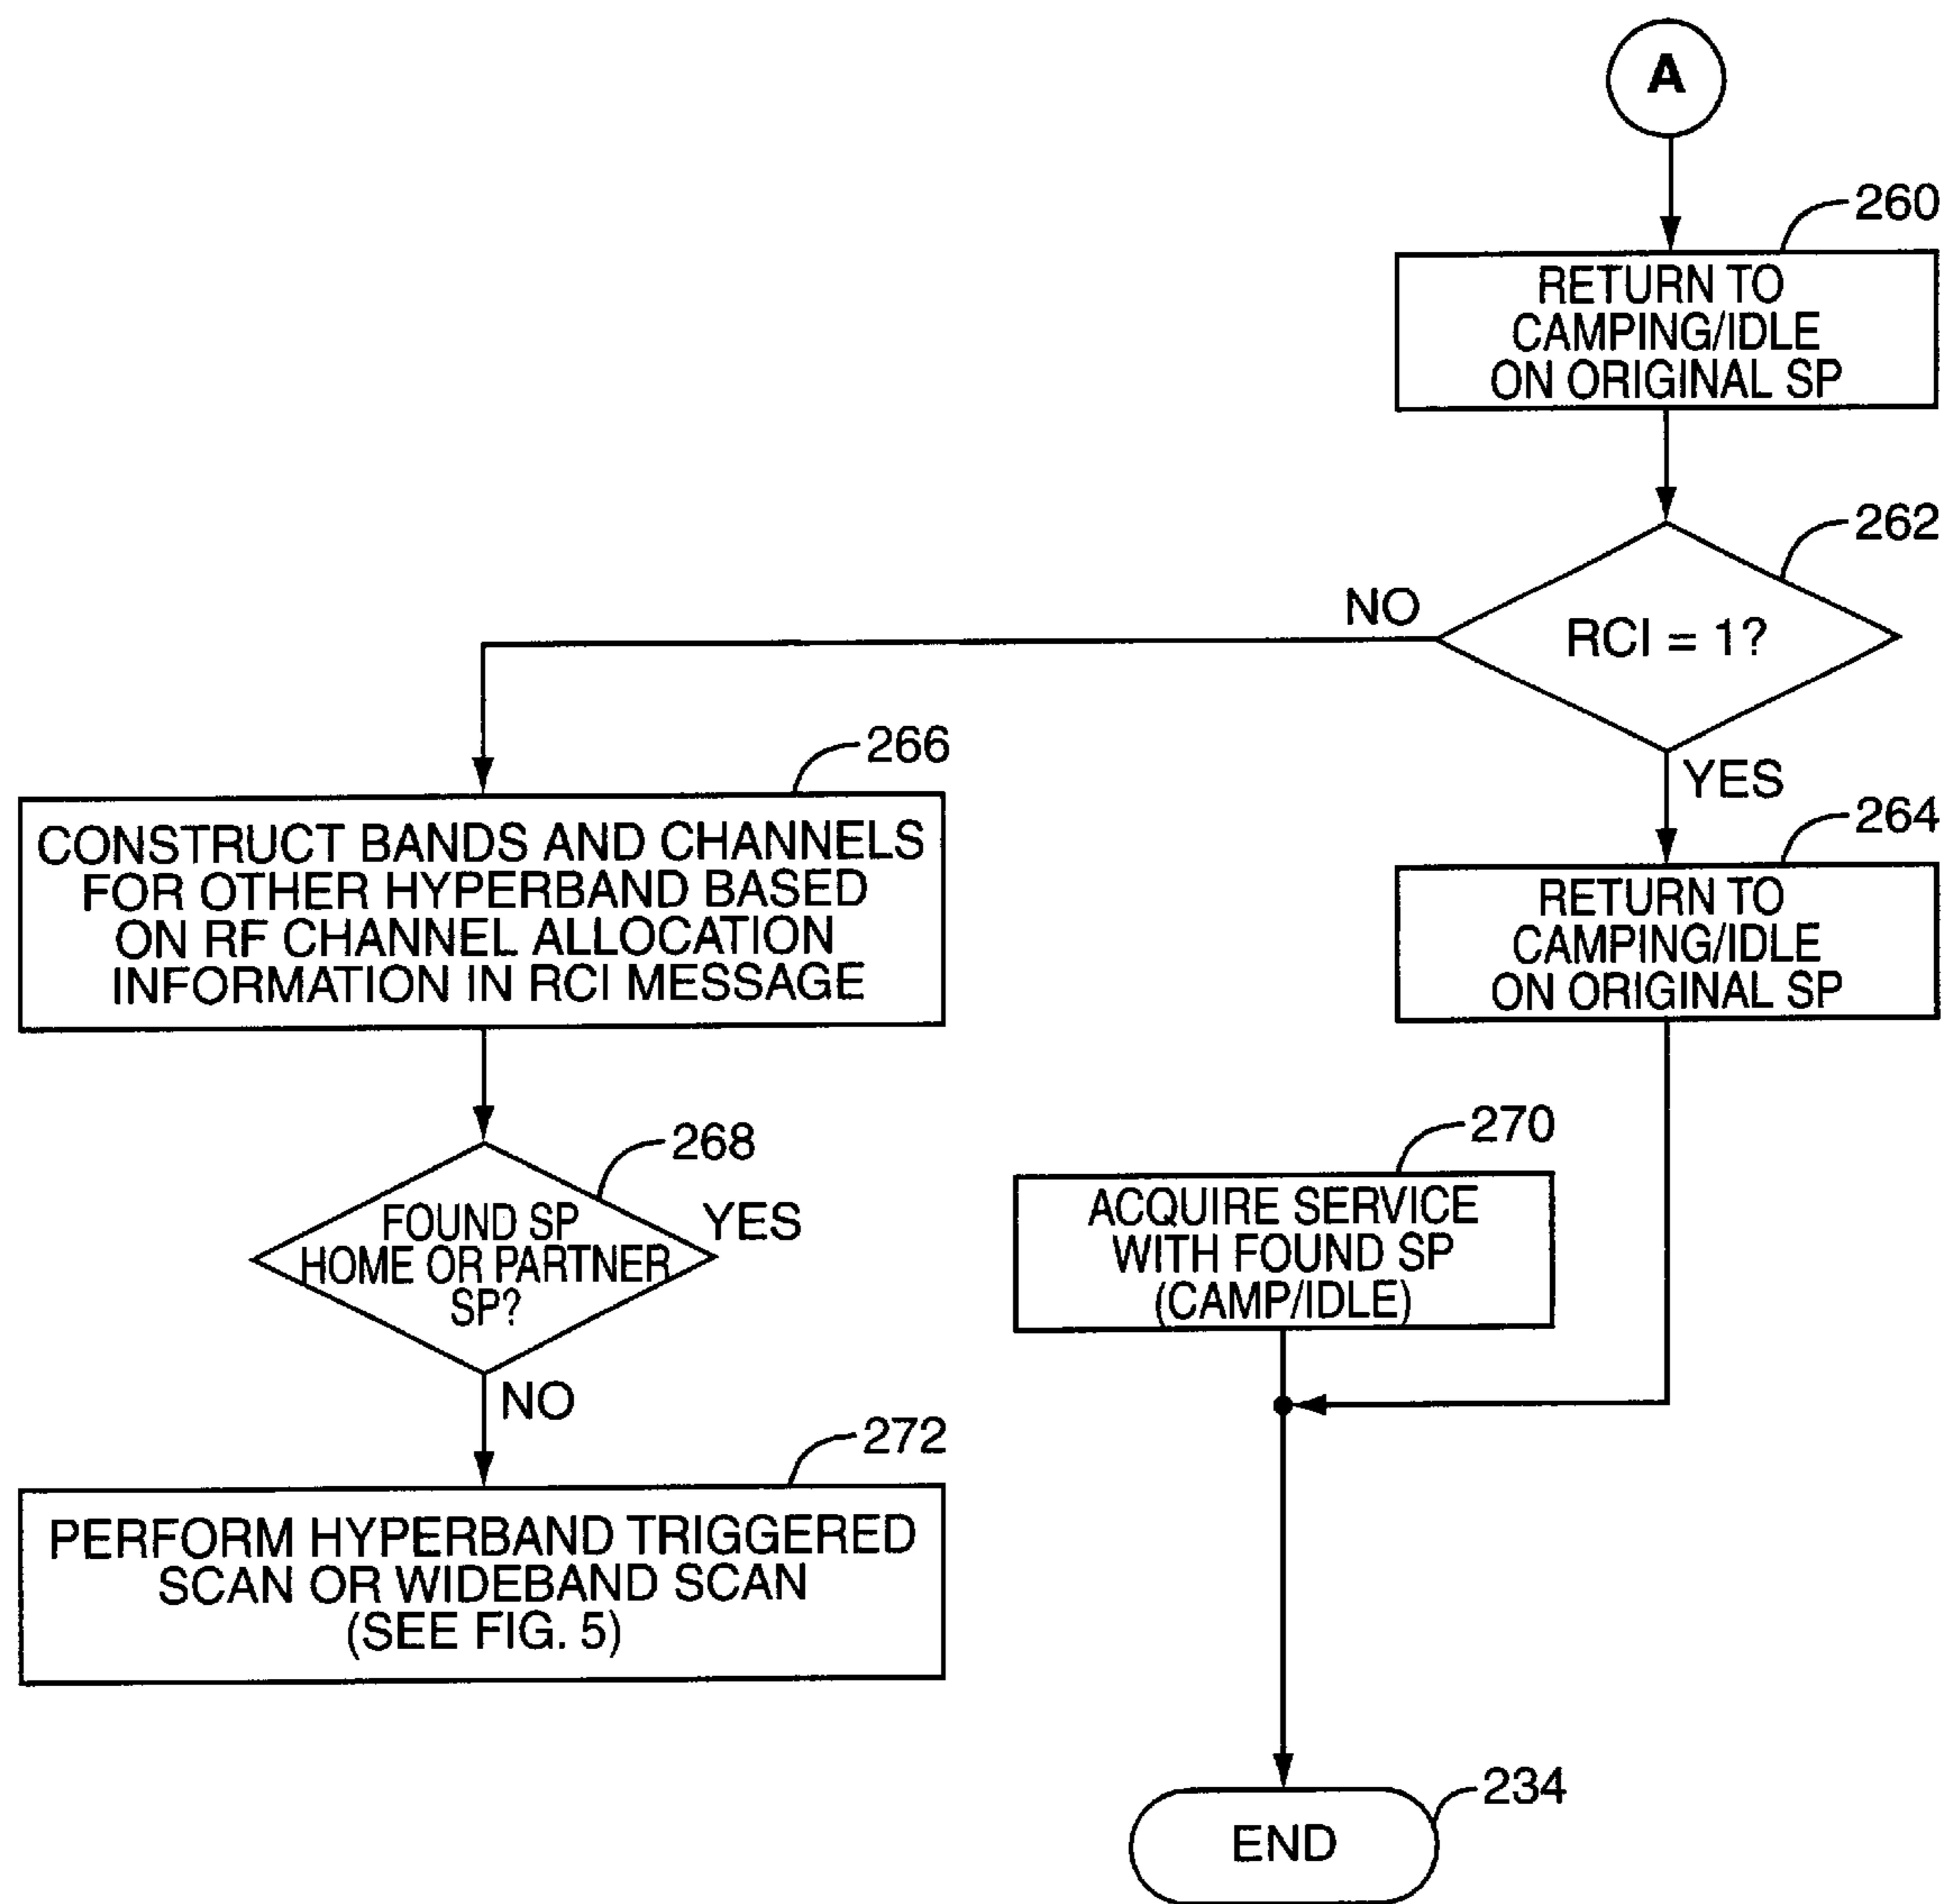 A
260
RETURN TO
CAMPING/IDLE
ON ORIGINAL SP
262
NO
RCI = 1?
YES
266
CONSTRUCT BANDS AND CHANNELS
FOR OTHER HYPERBAND BASED
ON RF CHANNEL ALLOCATION
INFORMATION IN RCI MESSAGE
264
RETURN TO
CAMPING/IDLE
ON ORIGINAL SP
268
FOUND SP
HOME OR PARTNER
SP?
YES
NO
270
ACQUIRE SERVICE
WITH FOUND SP
(CAMP/IDLE)
272
PERFORM HYPERBAND TRIGGERED
SCAN OR WIDEBAND SCAN
(SEE FIG. 5)
234
END